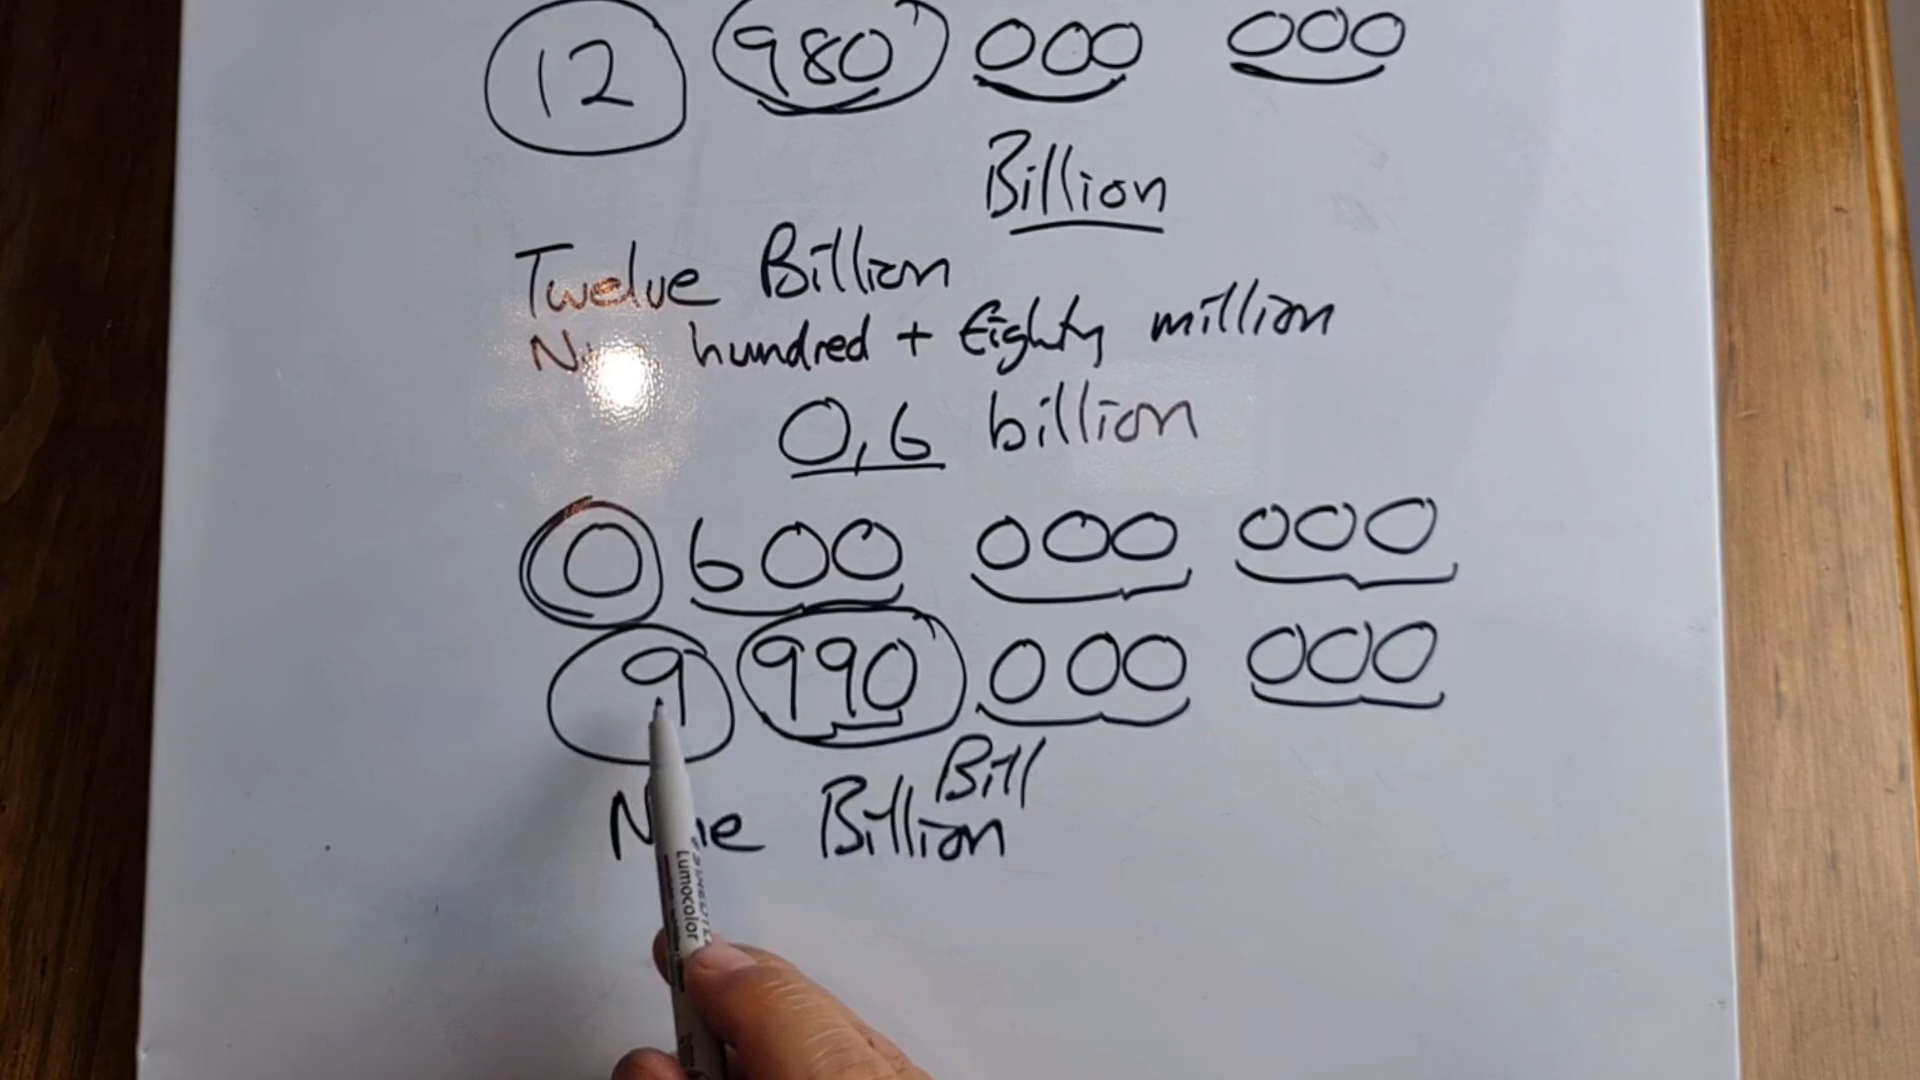 12 980 000 000
Billion
Twelve Billion
hundred + Eighty million
0,6 billion
0 600 000 000
9 990 000 000
Bill
Billion
Lumocolor